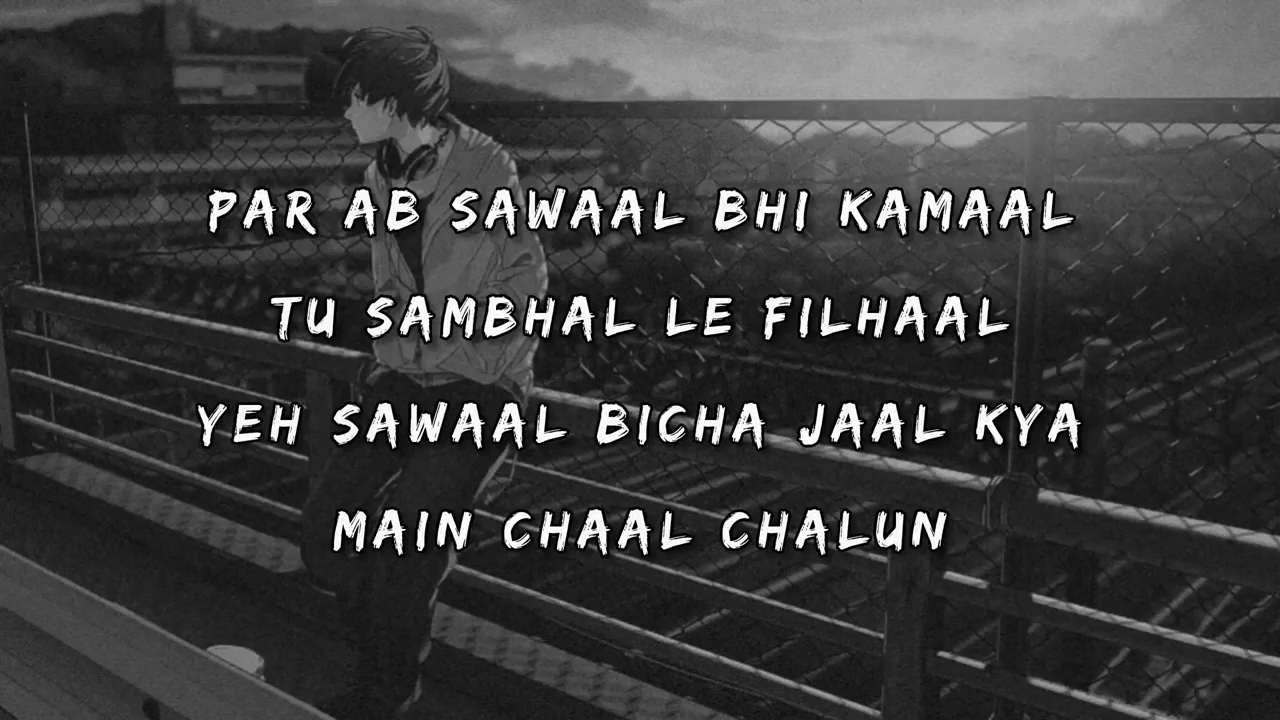 PAR AB SAWAAL BHI KAMAAL
TU SAMBHAL LE FILHAAL
YEH SAWAAL BICHA JAAL KYA
MAIN CHAAL CHALUN